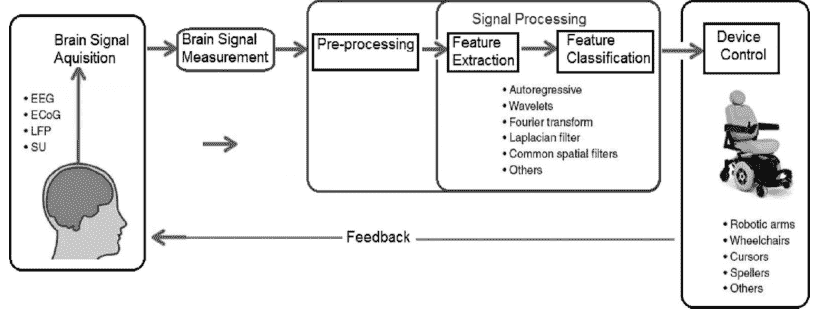 Brain Signal
Aquisition
• EEG
• ECoG
• LFP
• SU
Brain Signal
Measurement
Pre-processing
Signal Processing
Feature
Extraction
Feature
Classification
• Autoregressive
• Wavelets
• Fourier transform
• Laplacian filter
• Common spatial filters
• Others
Device
Control
• Robotic arms
• Wheelchairs
• Cursors
• Spellers
• Others
Feedback